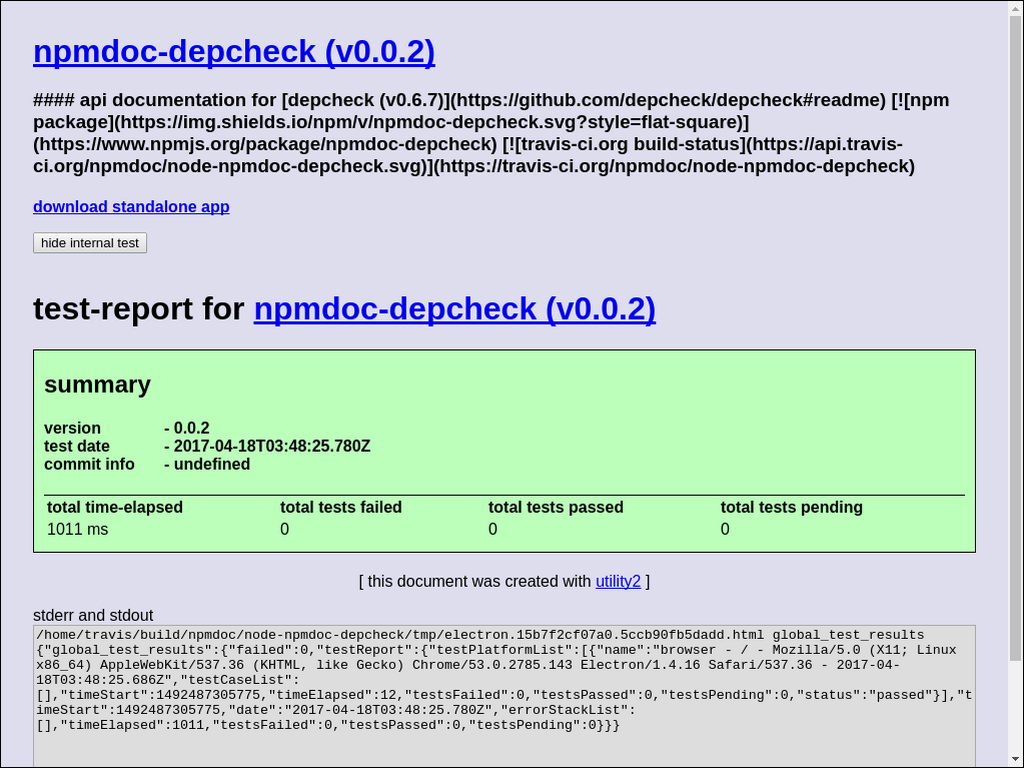 npmdoc-depcheck (v0.0.2)
#### api documentation for [depcheck (v0.6.7)](https://github.com/depcheck/depcheck#readme) [![npm
package](https://img.shields.io/npm/v/npmdoc-depcheck.svg?style=flat-square)]
(https://www.npmjs.org/package/npmdoc-depcheck) [![travis-ci.org build-status](https://api.travis-
ci.org/npmdoc/node-npmdoc-depcheck.svg)](https://travis-ci.org/npmdoc/node-npmdoc-depcheck)
download standalone app
hide internal test
test-report for npmdoc-depcheck (v0.0.2)
summary
version - 0.0.2
test date - 2017-04-18T03:48:25.780Z
commit info - undefined
total time-elapsed total tests failed total tests passed total tests pending
1011 ms 0 0 0
[ this document was created with utility2 ]
stderr and stdout
/home/travis/build/npmdoc/node-npmdoc-depcheck/tmp/electron.15b7f2cf07a0.5ccb90fb5dadd.html global_test_results
{"global_test_results":{"failed":0,"testReport":{"testPlatformList":[{"name":"browser - / - Mozilla/5.0 (X11; Linux
x86_64) AppleWebKit/537.36 (KHTML, like Gecko) Chrome/53.0.2785.143 Electron/1.4.16 Safari/537.36 - 2017-04-
18T03:48:25.686Z","testCaseList":
[],"timeStart":1492487305775,"timeElapsed":12,"testsFailed":0,"testsPassed":0,"testsPending":0,"status":"passed"}],"t
imeStart":1492487305775,"date":"2017-04-18T03:48:25.780Z","errorStackList":
[],"timeElapsed":1011,"testsFailed":0,"testsPassed":0,"testsPending":0}}}